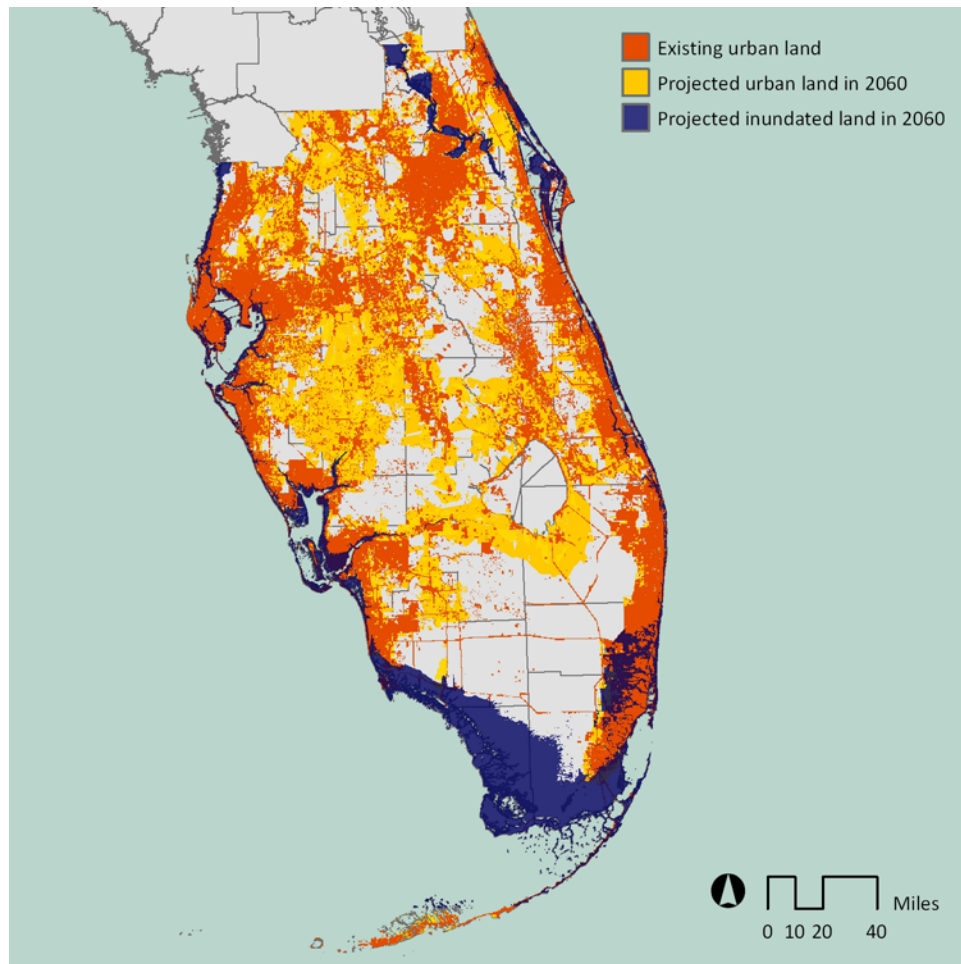 Existing urban land
Projected urban land in 2060
Projected inundated land in 2060
Miles
0 10 20 40